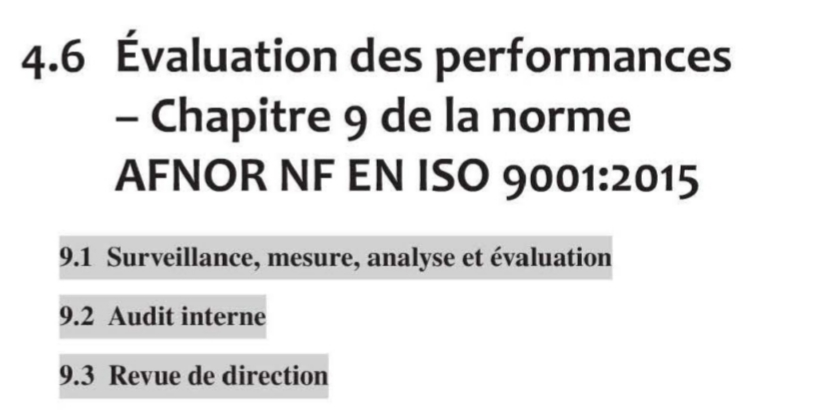 4.6 Évaluation des performances
– Chapitre 9 de la norme
AFNOR NF EN ISO 9001:2015
9.1 Surveillance, mesure, analyse et évaluation
9.2 Audit interne
9.3 Revue de direction